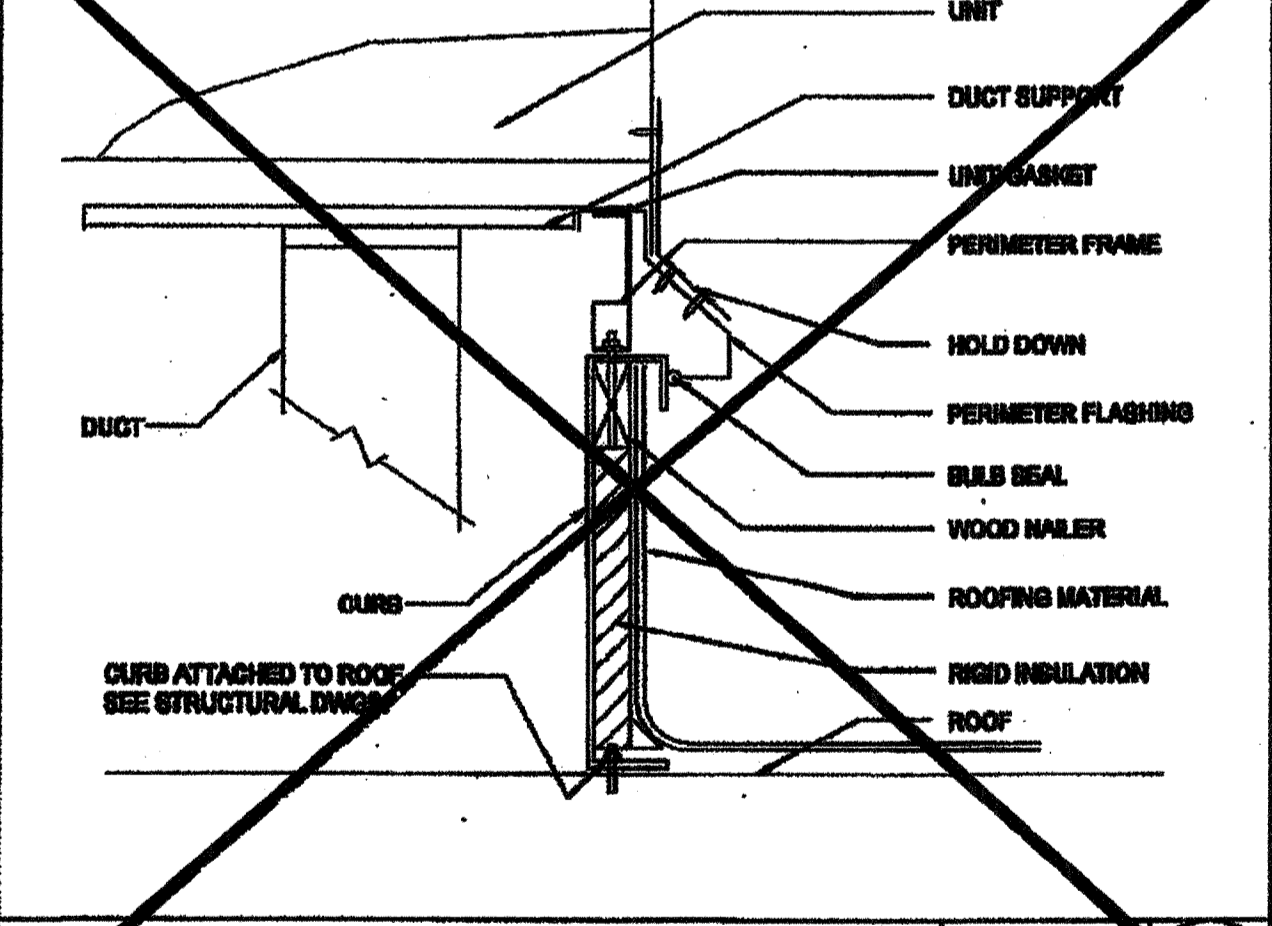 UNIT
DUCT SUPPORT
UNIT GASKET
PERIMETER FRAME
HOLD DOWN
PERIMETER FLASHING
DUCT
BULB SEAL
WOOD NAILER
CURB
ROOFING MATERIAL
CURB ATTACHED TO ROOF
SEE STRUCTURAL DWGS
RIGID INSULATION
ROOF